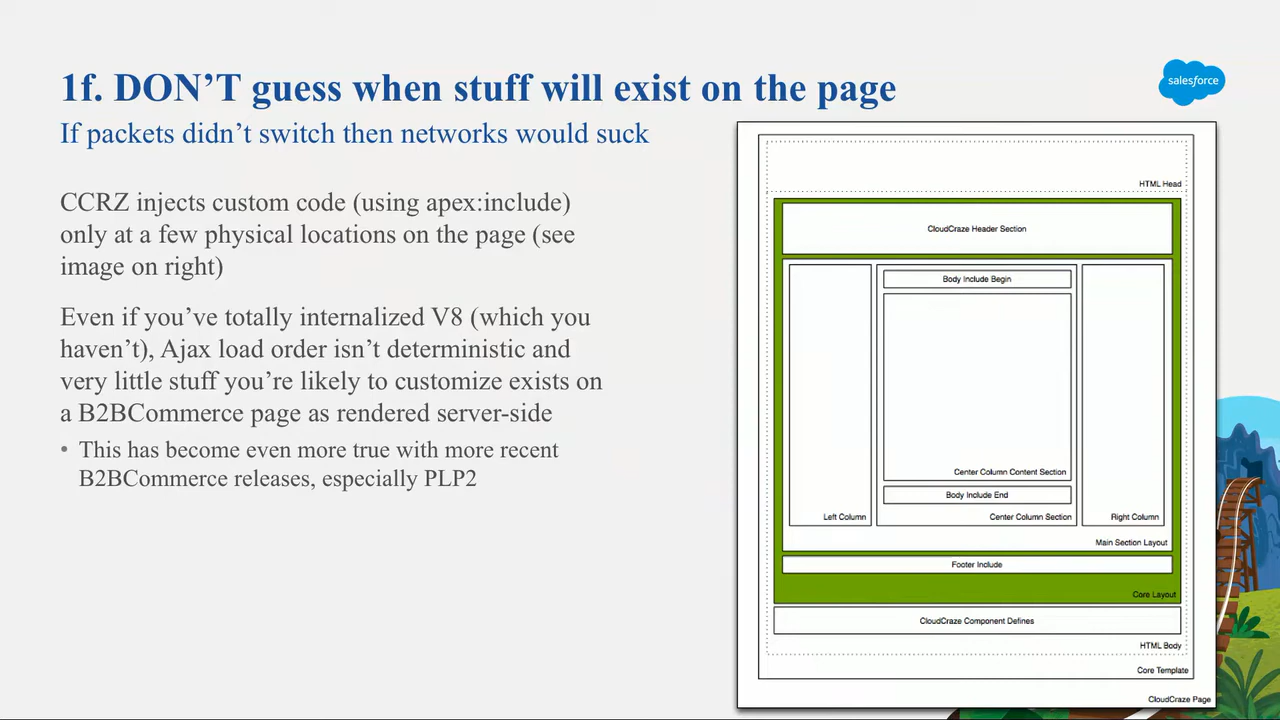 1f. DON'T guess when stuff will exist on the page
salesforce
If packets didn't switch then networks would suck
CCRZ injects custom code (using apex:include)
only at a few physical locations on the page (see
image on right)
Even if you've totally internalized V8 (which you
haven't), Ajax load order isn't deterministic and
very little stuff you're likely to customize exists on
a B2BCommerce page as rendered server-side
• This has become even more true with more recent
B2BCommerce releases, especially PLP2
HTML Head
CloudCraze Header Section
Body Include Begin
Center Column Content Section
Body Include End
Left Column
Center Column Section
Right Column
Main Section Layout
Footer Include
Core Layout
CloudCraze Component Defines
HTML Body
Core Template
CloudCraze Page